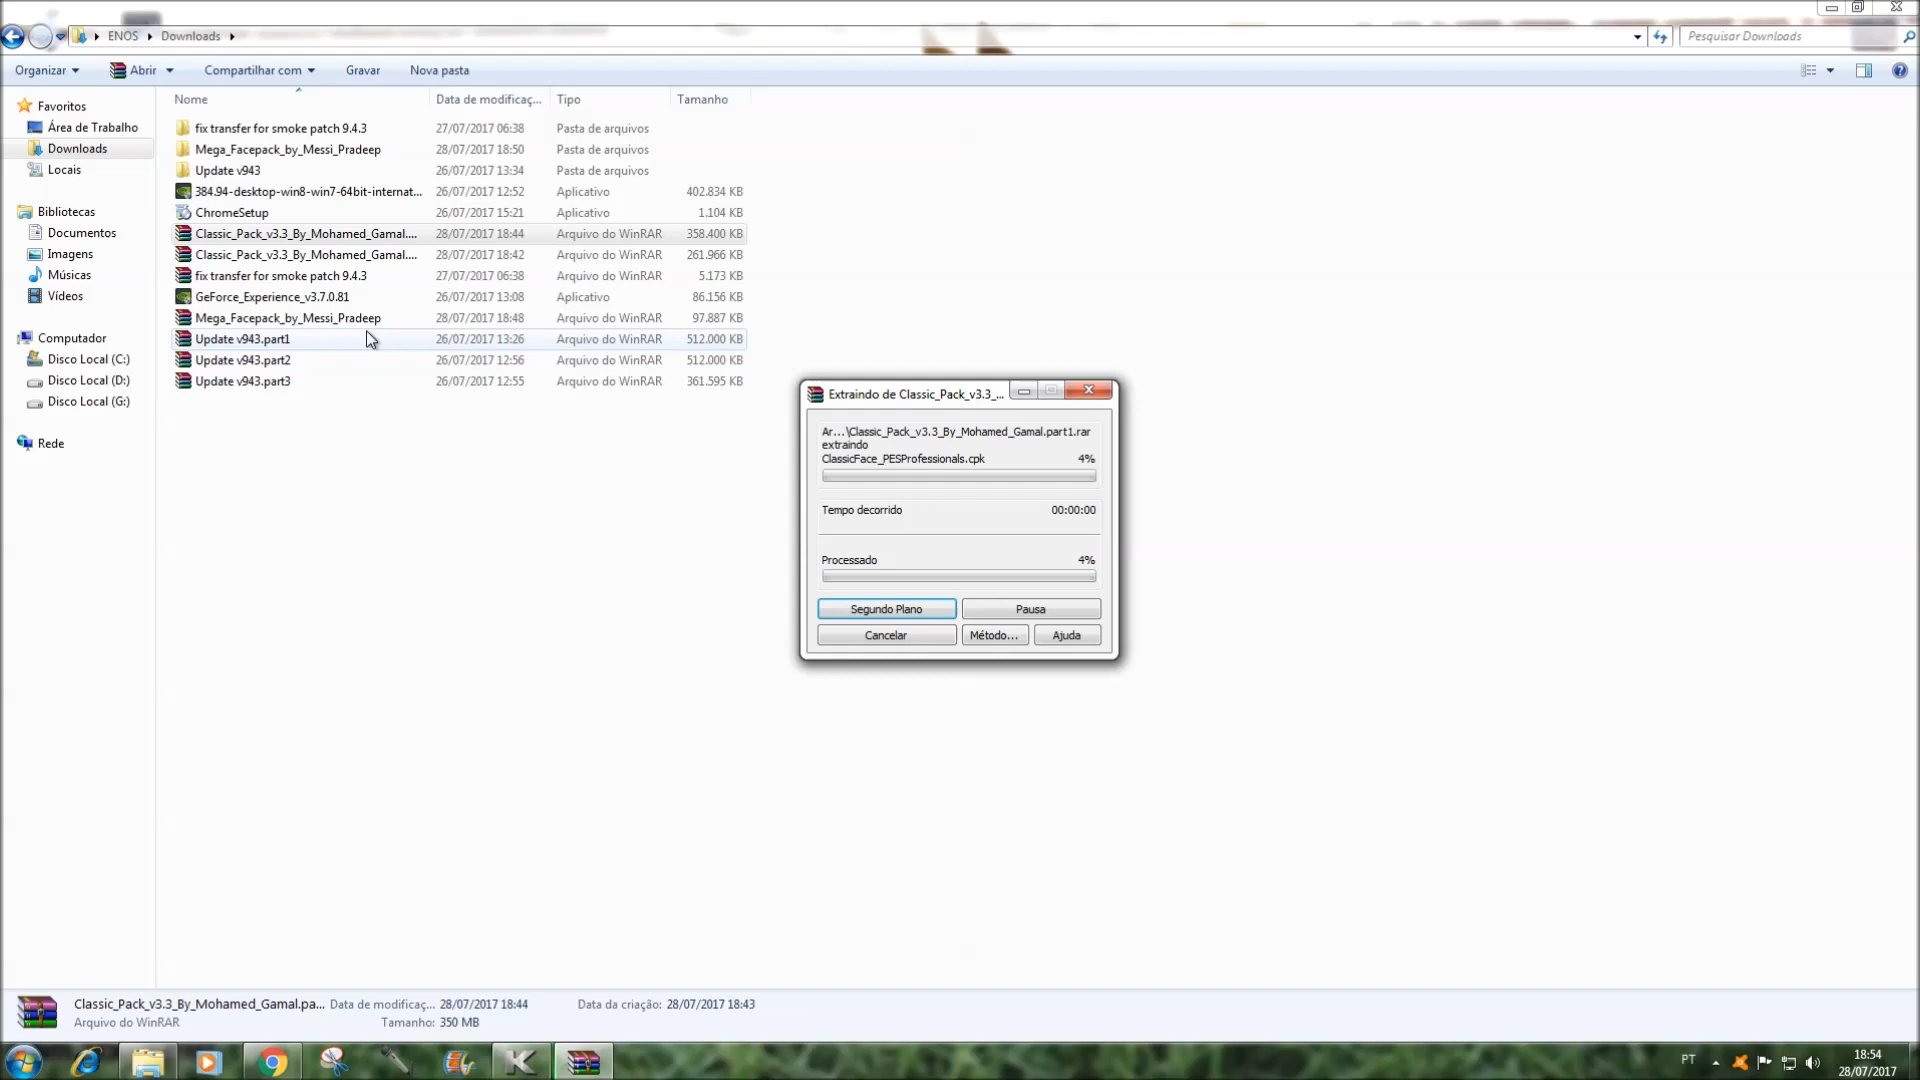 ENOS Downloads
Pesquisar Downloads
Organizar Abrir Compartilhar com Gravar Nova pasta
Nome Data de modificaç... Tipo Tamanho
Favoritos
Área de Trabalho
Downloads
Locais
Bibliotecas
Documentos
Imagens
Músicas
Vídeos
Computador
Disco Local (C:)
Disco Local (D:)
Disco Local (G:)
Rede
fix transfer for smoke patch 9.4.3 27/07/2017 06:38 Pasta de arquivos
Mega_Facepack_by_Messi_Pradeep 28/07/2017 18:50 Pasta de arquivos
Update v943 26/07/2017 13:34 Pasta de arquivos
384.94-desktop-win8-win7-64bit-internat... 26/07/2017 12:52 Aplicativo 402.834 KB
ChromeSetup 26/07/2017 15:21 Aplicativo 1.104 KB
Classic_Pack_v3.3_By_Mohamed_Gamal.... 28/07/2017 18:44 Arquivo do WinRAR 358.400 KB
Classic_Pack_v3.3_By_Mohamed_Gamal.... 28/07/2017 18:42 Arquivo do WinRAR 261.966 KB
fix transfer for smoke patch 9.4.3 27/07/2017 06:38 Arquivo do WinRAR 5.173 KB
GeForce_Experience_v3.7.0.81 26/07/2017 13:08 Aplicativo 86.156 KB
Mega_Facepack_by_Messi_Pradeep 28/07/2017 18:48 Arquivo do WinRAR 97.887 KB
Update v943.part1 26/07/2017 13:26 Arquivo do WinRAR 512.000 KB
Update v943.part2 26/07/2017 12:56 Arquivo do WinRAR 512.000 KB
Update v943.part3 26/07/2017 12:55 Arquivo do WinRAR 361.595 KB
Extraindo de Classic_Pack_v3.3_...
Ar...\Classic_Pack_v3.3_By_Mohamed_Gamal.part1.rar
extraindo
ClassicFace_PESProfessionals.cpk 4%
Tempo decorrido 00:00:00
Processado 4%
Segundo Plano Pausa
Cancelar Método... Ajuda
Classic_Pack_v3.3_By_Mohamed_Gamal.pa... Data de modificaç... 28/07/2017 18:44 Data da criação: 28/07/2017 18:43
Arquivo do WinRAR Tamanho: 350 MB
PT 18:54
28/07/2017